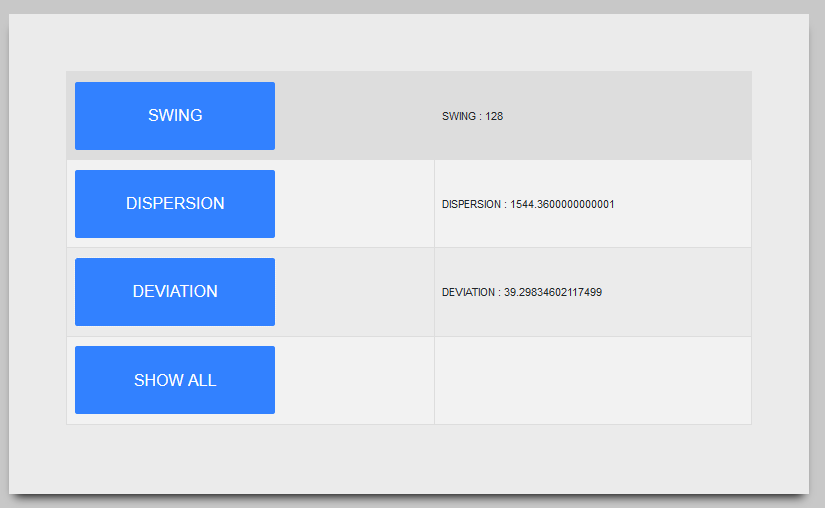 SWING
SWING : 128
DISPERSION
DISPERSION : 1544.3600000000001
DEVIATION
DEVIATION : 39.29834602117499
SHOW ALL